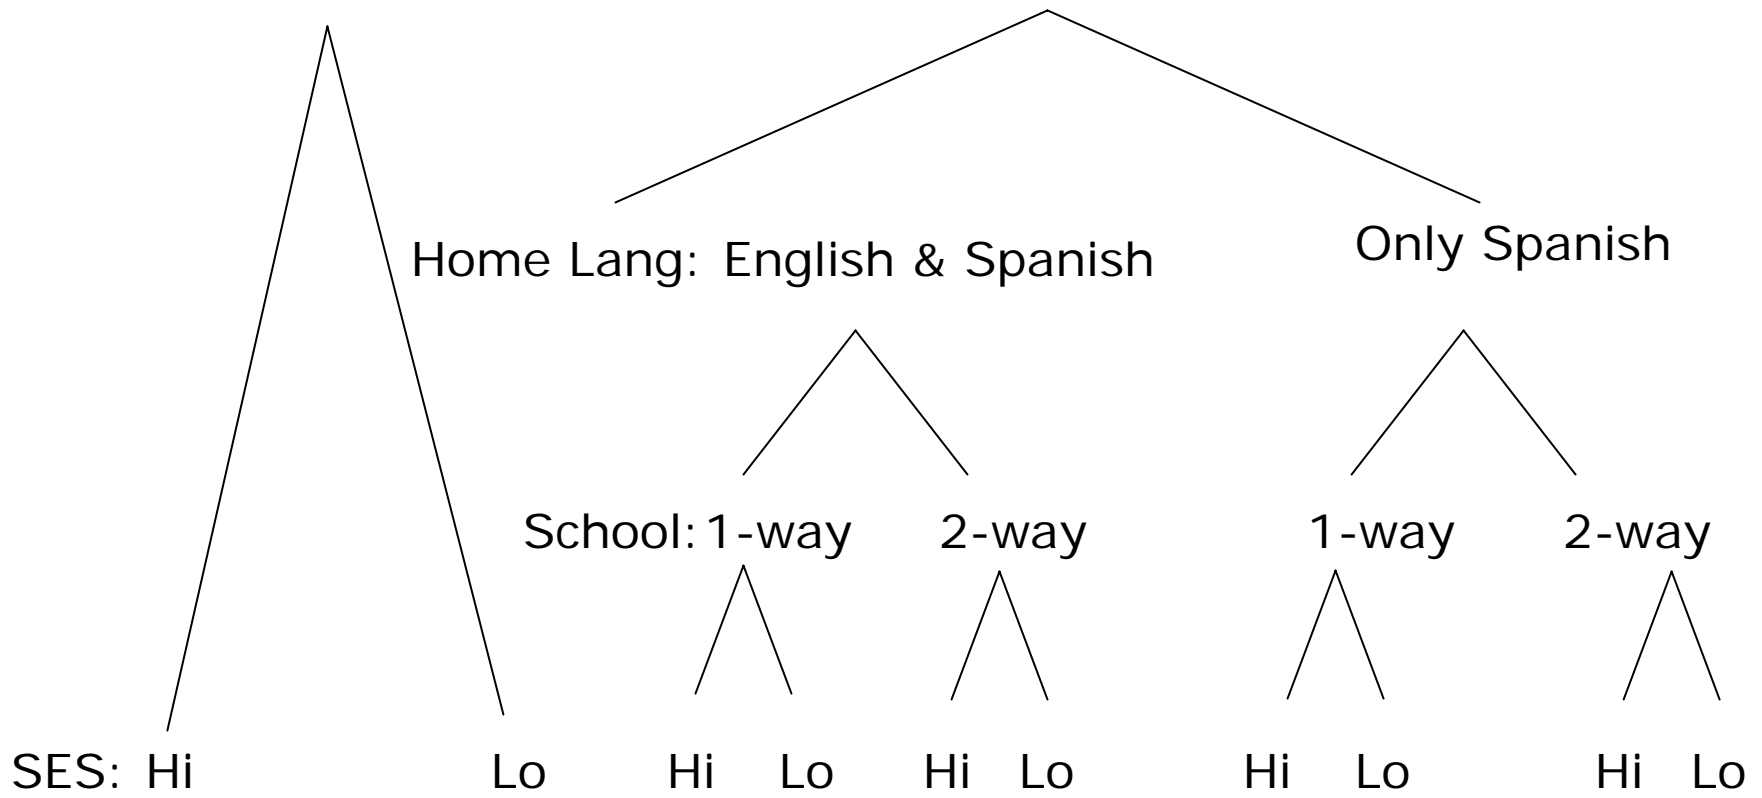 Home Lang: English & Spanish Only Spanish
School: 1-way 2-way 1-way 2-way
SES: Hi Lo Hi Lo Hi Lo Hi Lo Hi Lo